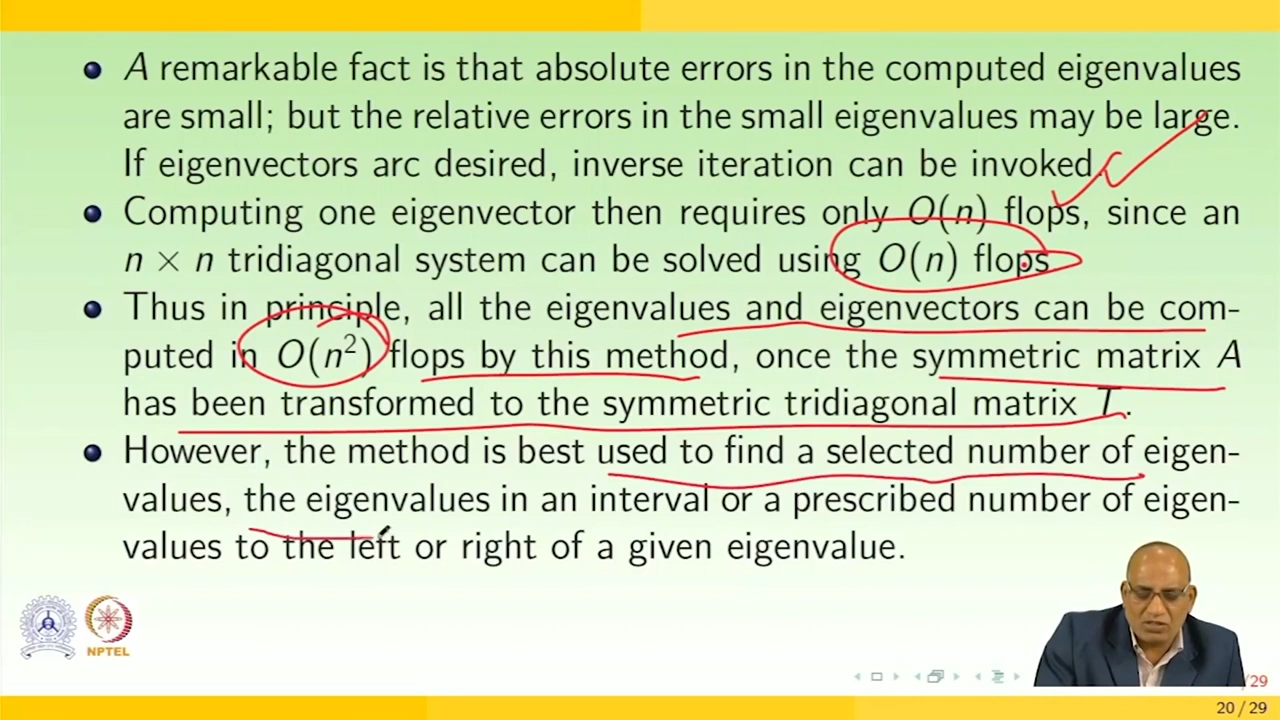 A remarkable fact is that absolute errors in the computed eigenvalues
are small; but the relative errors in the small eigenvalues may be large.
If eigenvectors arc desired, inverse iteration can be invoked.
Computing one eigenvector then requires only O(n) flops, since an
n × n tridiagonal system can be solved using O(n) flops
Thus in principle, all the eigenvalues and eigenvectors can be com-
puted in O(n²) flops by this method, once the symmetric matrix A
has been transformed to the symmetric tridiagonal matrix T.
However, the method is best used to find a selected number of eigen-
values, the eigenvalues in an interval or a prescribed number of eigen-
values to the left or right of a given eigenvalue.
NPTEL
/29
20 / 29